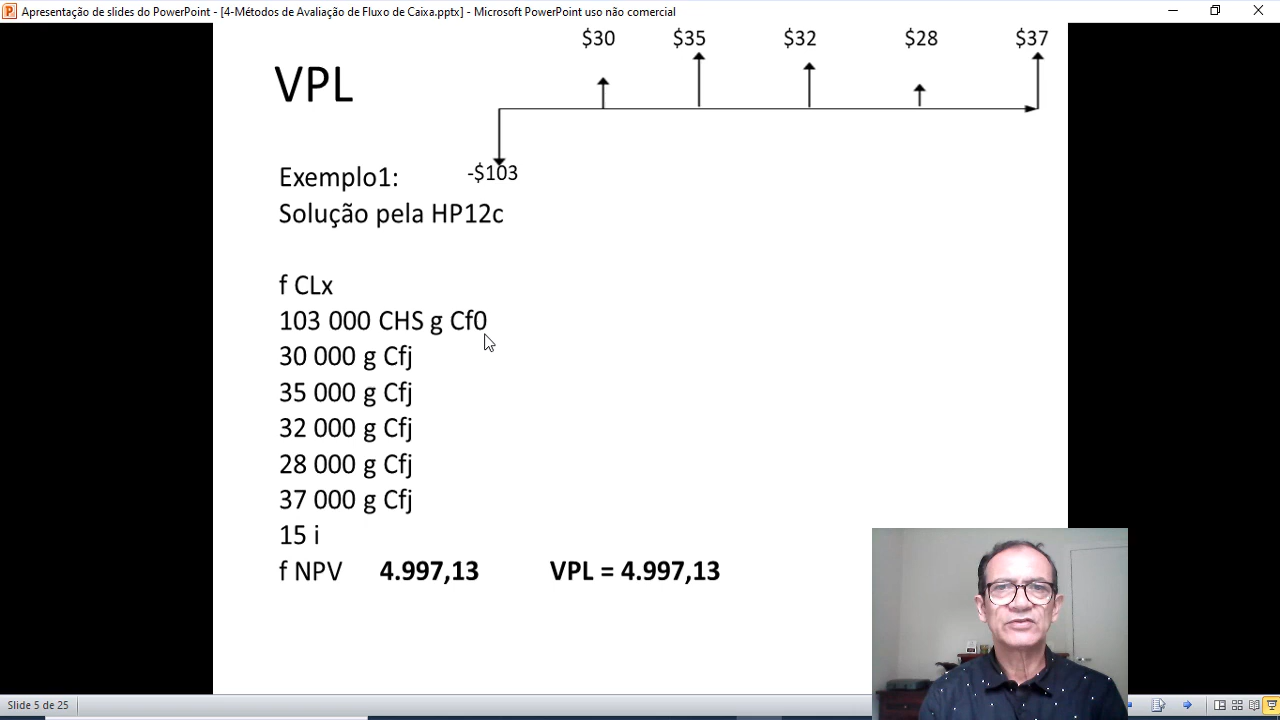 Apresentação de slides do PowerPoint - [4-Métodos de Avaliação de Fluxo de Caixa.pptx] - Microsoft PowerPoint uso não comercial
$30 $35 $32 $28 $37
VPL
-$103
Exemplo1:
Solução pela HP12c
f CLx
103 000 CHS g Cf0
30 000 g Cfj
35 000 g Cfj
32 000 g Cfj
28 000 g Cfj
37 000 g Cfj
15 i
f NPV 4.997,13 VPL = 4.997,13
Slide 5 de 25